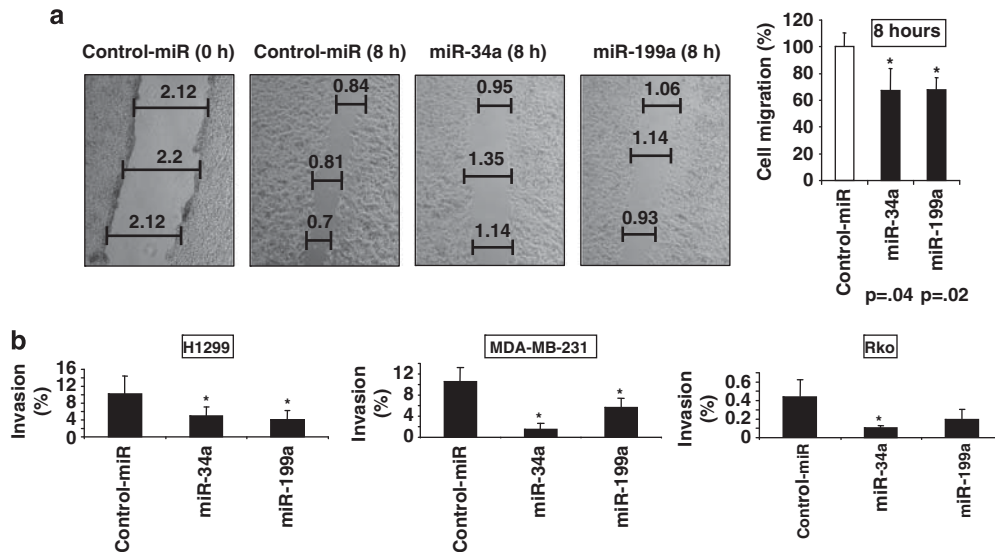 a
Control-miR (0 h)
Control-miR (8 h)
miR-34a (8 h)
miR-199a (8 h)
2.12
2.2
2.12
0.84
0.81
0.7
0.95
1.35
1.14
1.06
1.14
0.93
Cell migration (%)
120
100
80
60
40
20
0
8 hours
*
*
Control-miR
miR-34a
miR-199a
p=.04 p=.02
b
H1299
Invasion
(%)
16
12
8
4
0
*
*
Control-miR
miR-34a
miR-199a
MDA-MB-231
Invasion
(%)
12
8
4
0
*
*
Control-miR
miR-34a
miR-199a
Rko
Invasion
(%)
0.6
0.4
0.2
0
*
Control-miR
miR-34a
miR-199a